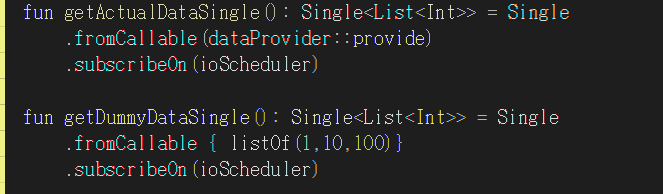 fun getActualDataSingle(): Single<List<Int>> = Single
.fromCallable(dataProvider::provide)
.subscribeOn(ioScheduler)
fun getDummyDataSingle(): Single<List<Int>> = Single
.fromCallable { listOf(1,10,100)}
.subscribeOn(ioScheduler)